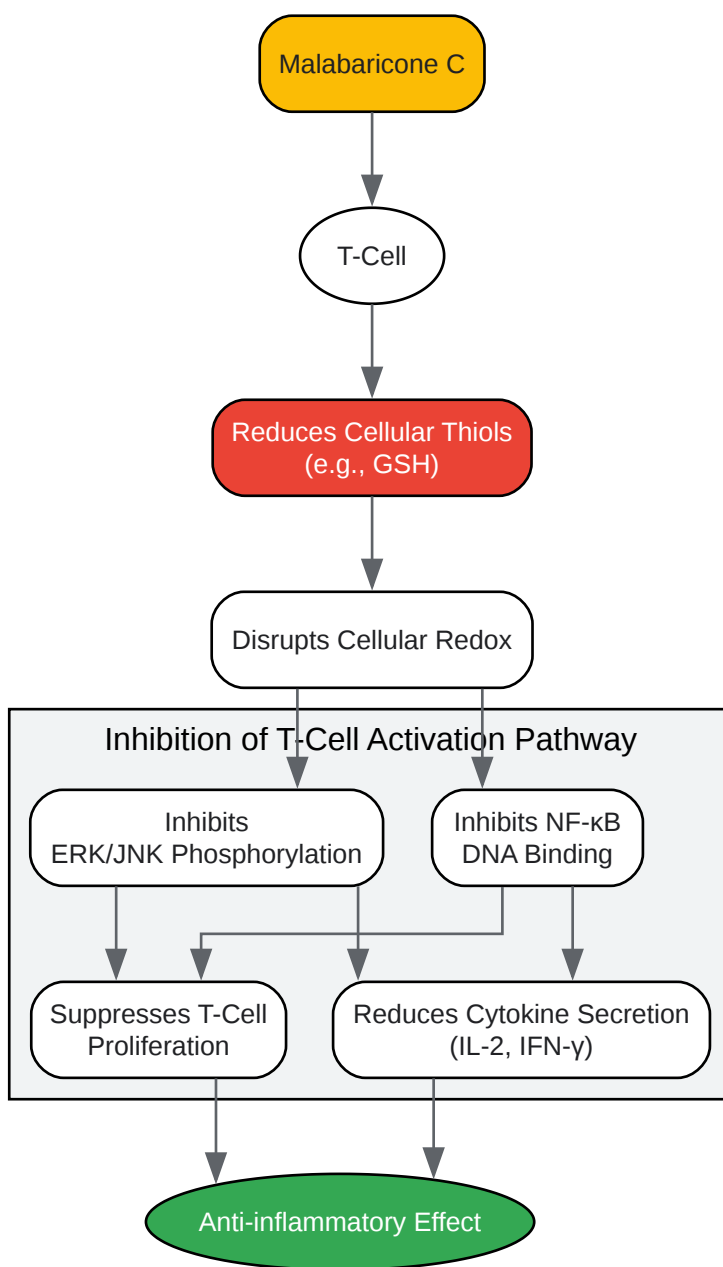 Malabaricone C
T-Cell
Reduces Cellular Thiols
(e.g., GSH)
Disrupts Cellular Redox
Inhibition of T-Cell Activation Pathway
Inhibits
ERK/JNK Phosphorylation
Inhibits NF-κB
DNA Binding
Suppresses T-Cell
Proliferation
Reduces Cytokine Secretion
(IL-2, IFN-γ)
Anti-inflammatory Effect